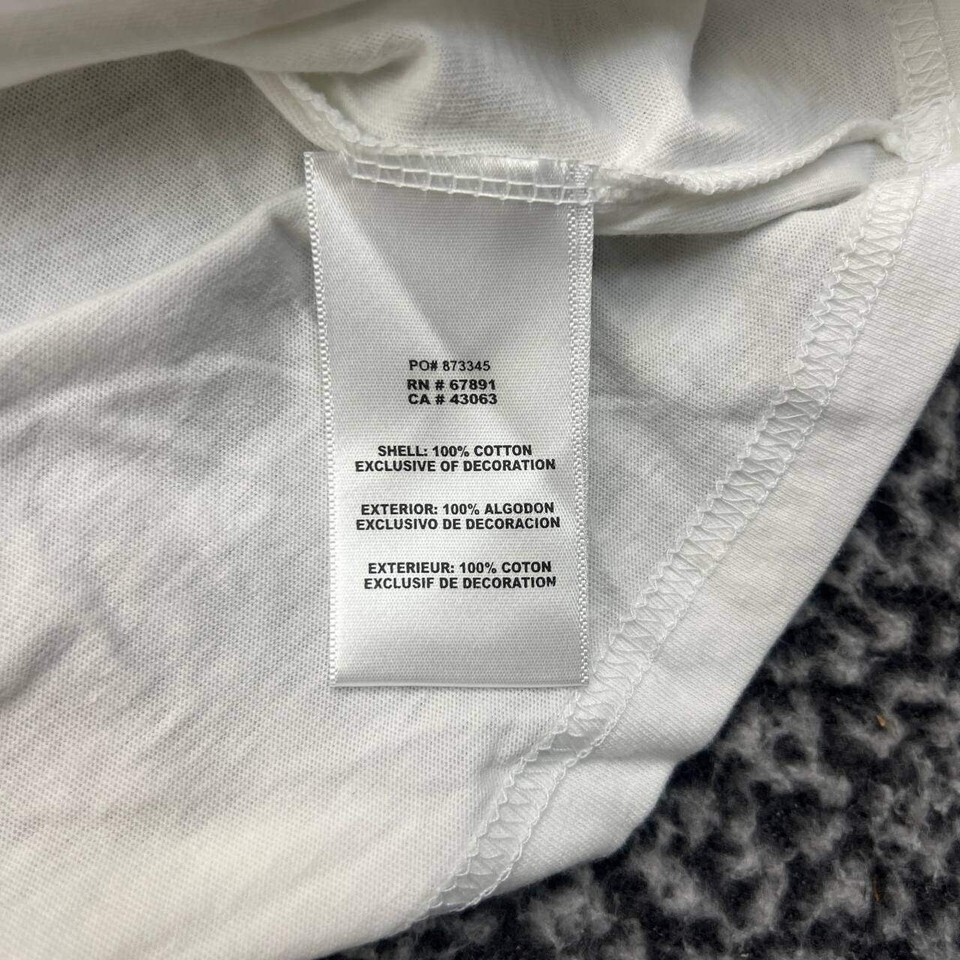 PO# 873345
RN # 67891
CA # 43063
SHELL: 100% COTTON
EXCLUSIVE OF DECORATION
EXTERIOR: 100% ALGODON
EXCLUSIVO DE DECORACION
EXTERIEUR: 100% COTON
EXCLUSIF DE DECORATION